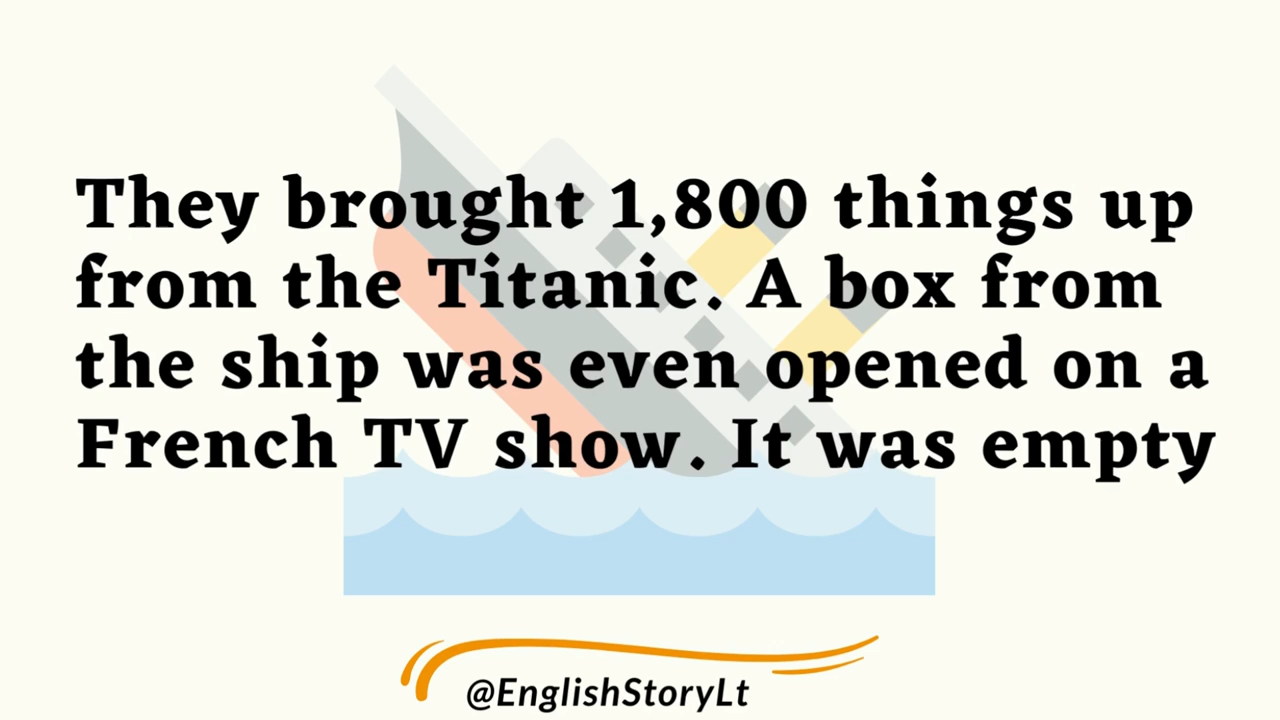 They brought 1,800 things up
from the Titanic. A box from
the ship was even opened on a
French TV show. It was empty
@EnglishStoryLt